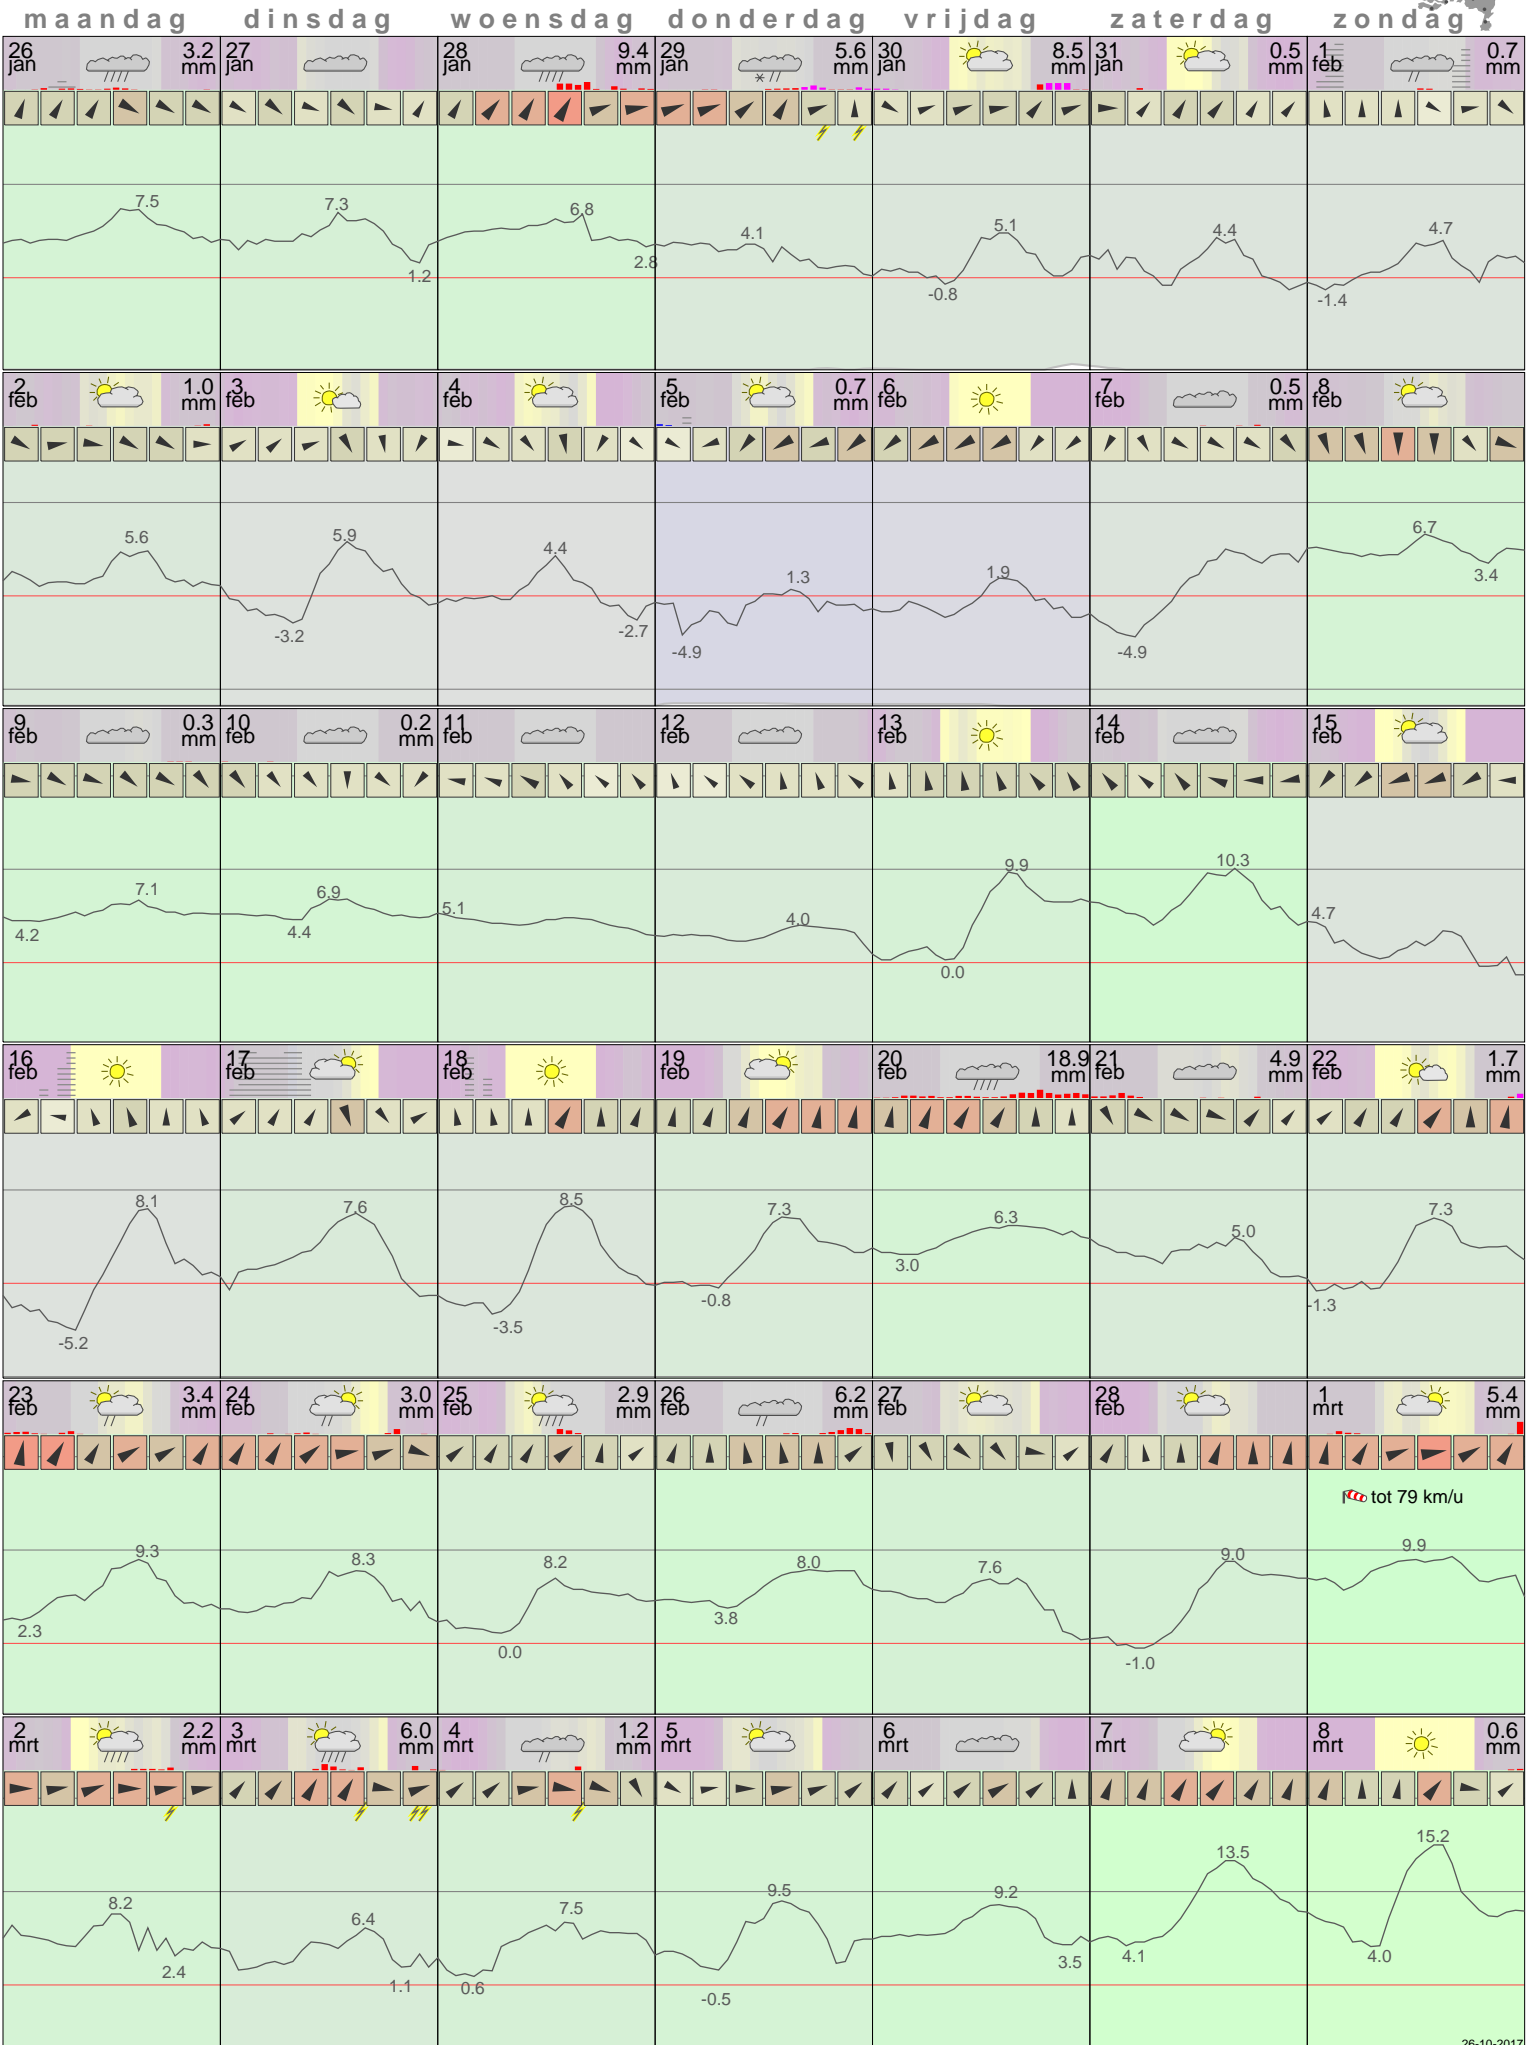 maandag dinsdag woensdag donderdag vrijdag zaterdag zondag
26 jan 3.2 mm 27 jan 28 jan 9.4 mm 29 jan 5.6 mm 30 jan 8.5 mm 31 jan 0.5 mm 1 feb 0.7 mm
7.5 7.3 1.2 6.8 2.8 4.1 -0.8 5.1 4.4 -1.4 4.7
2 feb 1.0 mm 3 feb 4 feb 5 feb 0.7 mm 6 feb 7 feb 0.5 mm 8 feb
5.6 -3.2 5.9 4.4 -2.7 -4.9 1.3 1.9 -4.9 6.7 3.4
9 feb 0.3 mm 10 feb 0.2 mm 11 feb 12 feb 13 feb 14 feb 15 feb
4.2 7.1 4.4 6.9 5.1 4.0 0.0 9.9 10.3 4.7
16 feb 17 feb 18 feb 19 feb 20 feb 18.9 mm 21 feb 4.9 mm 22 feb 1.7 mm
-5.2 8.1 7.6 -3.5 8.5 -0.8 7.3 3.0 6.3 5.0 -1.3 7.3
23 feb 3.4 mm 24 feb 3.0 mm 25 feb 2.9 mm 26 feb 6.2 mm 27 feb 28 feb 1 mrt 5.4 mm
tot 79 km/u
2.3 9.3 8.3 0.0 8.2 3.8 8.0 7.6 -1.0 9.0 9.9
2 mrt 2.2 mm 3 mrt 6.0 mm 4 mrt 1.2 mm 5 mrt 6 mrt 7 mrt 8 mrt 0.6 mm
8.2 2.4 6.4 1.1 0.6 7.5 -0.5 9.5 9.2 3.5 4.1 13.5 4.0 15.2
26-10-2017